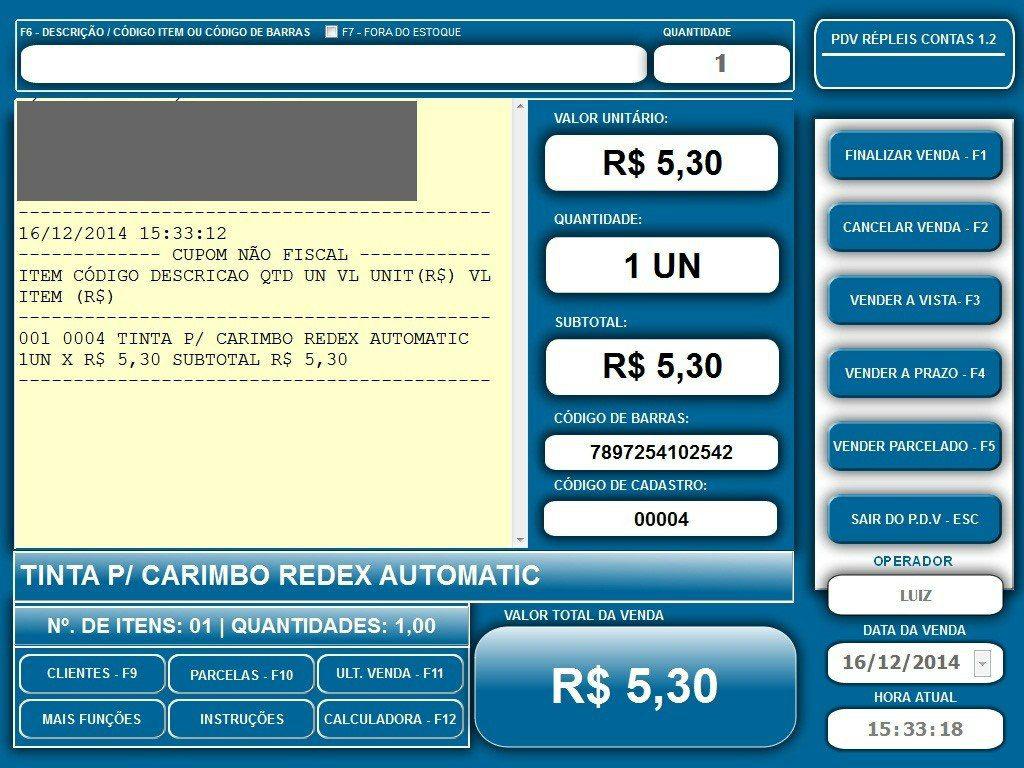 F6 - DESCRIÇÃO / CÓDIGO ITEM OU CÓDIGO DE BARRAS
F7 - FORA DO ESTOQUE
QUANTIDADE
1
PDV RÉPLEIS CONTAS 1.2
------------------------------------------
16/12/2014 15:33:12
------------- CUPOM NÃO FISCAL ------------
ITEM CÓDIGO DESCRICAO QTD UN VL UNIT(R$) VL
ITEM (R$)
-------------------------------------------
001 0004 TINTA P/ CARIMBO REDEX AUTOMATIC
1UN X R$ 5,30 SUBTOTAL R$ 5,30
-------------------------------------------
VALOR UNITÁRIO:
R$ 5,30
QUANTIDADE:
1 UN
SUBTOTAL:
R$ 5,30
CÓDIGO DE BARRAS:
7897254102542
CÓDIGO DE CADASTRO:
00004
FINALIZAR VENDA - F1
CANCELAR VENDA - F2
VENDER A VISTA- F3
VENDER A PRAZO - F4
VENDER PARCELADO - F5
SAIR DO P.D.V - ESC
OPERADOR
LUIZ
DATA DA VENDA
16/12/2014
HORA ATUAL
15:33:18
TINTA P/ CARIMBO REDEX AUTOMATIC
Nº. DE ITENS: 01 | QUANTIDADES: 1,00
CLIENTES - F9
PARCELAS - F10
ULT. VENDA - F11
MAIS FUNÇÕES
INSTRUÇÕES
CALCULADORA - F12
VALOR TOTAL DA VENDA
R$ 5,30